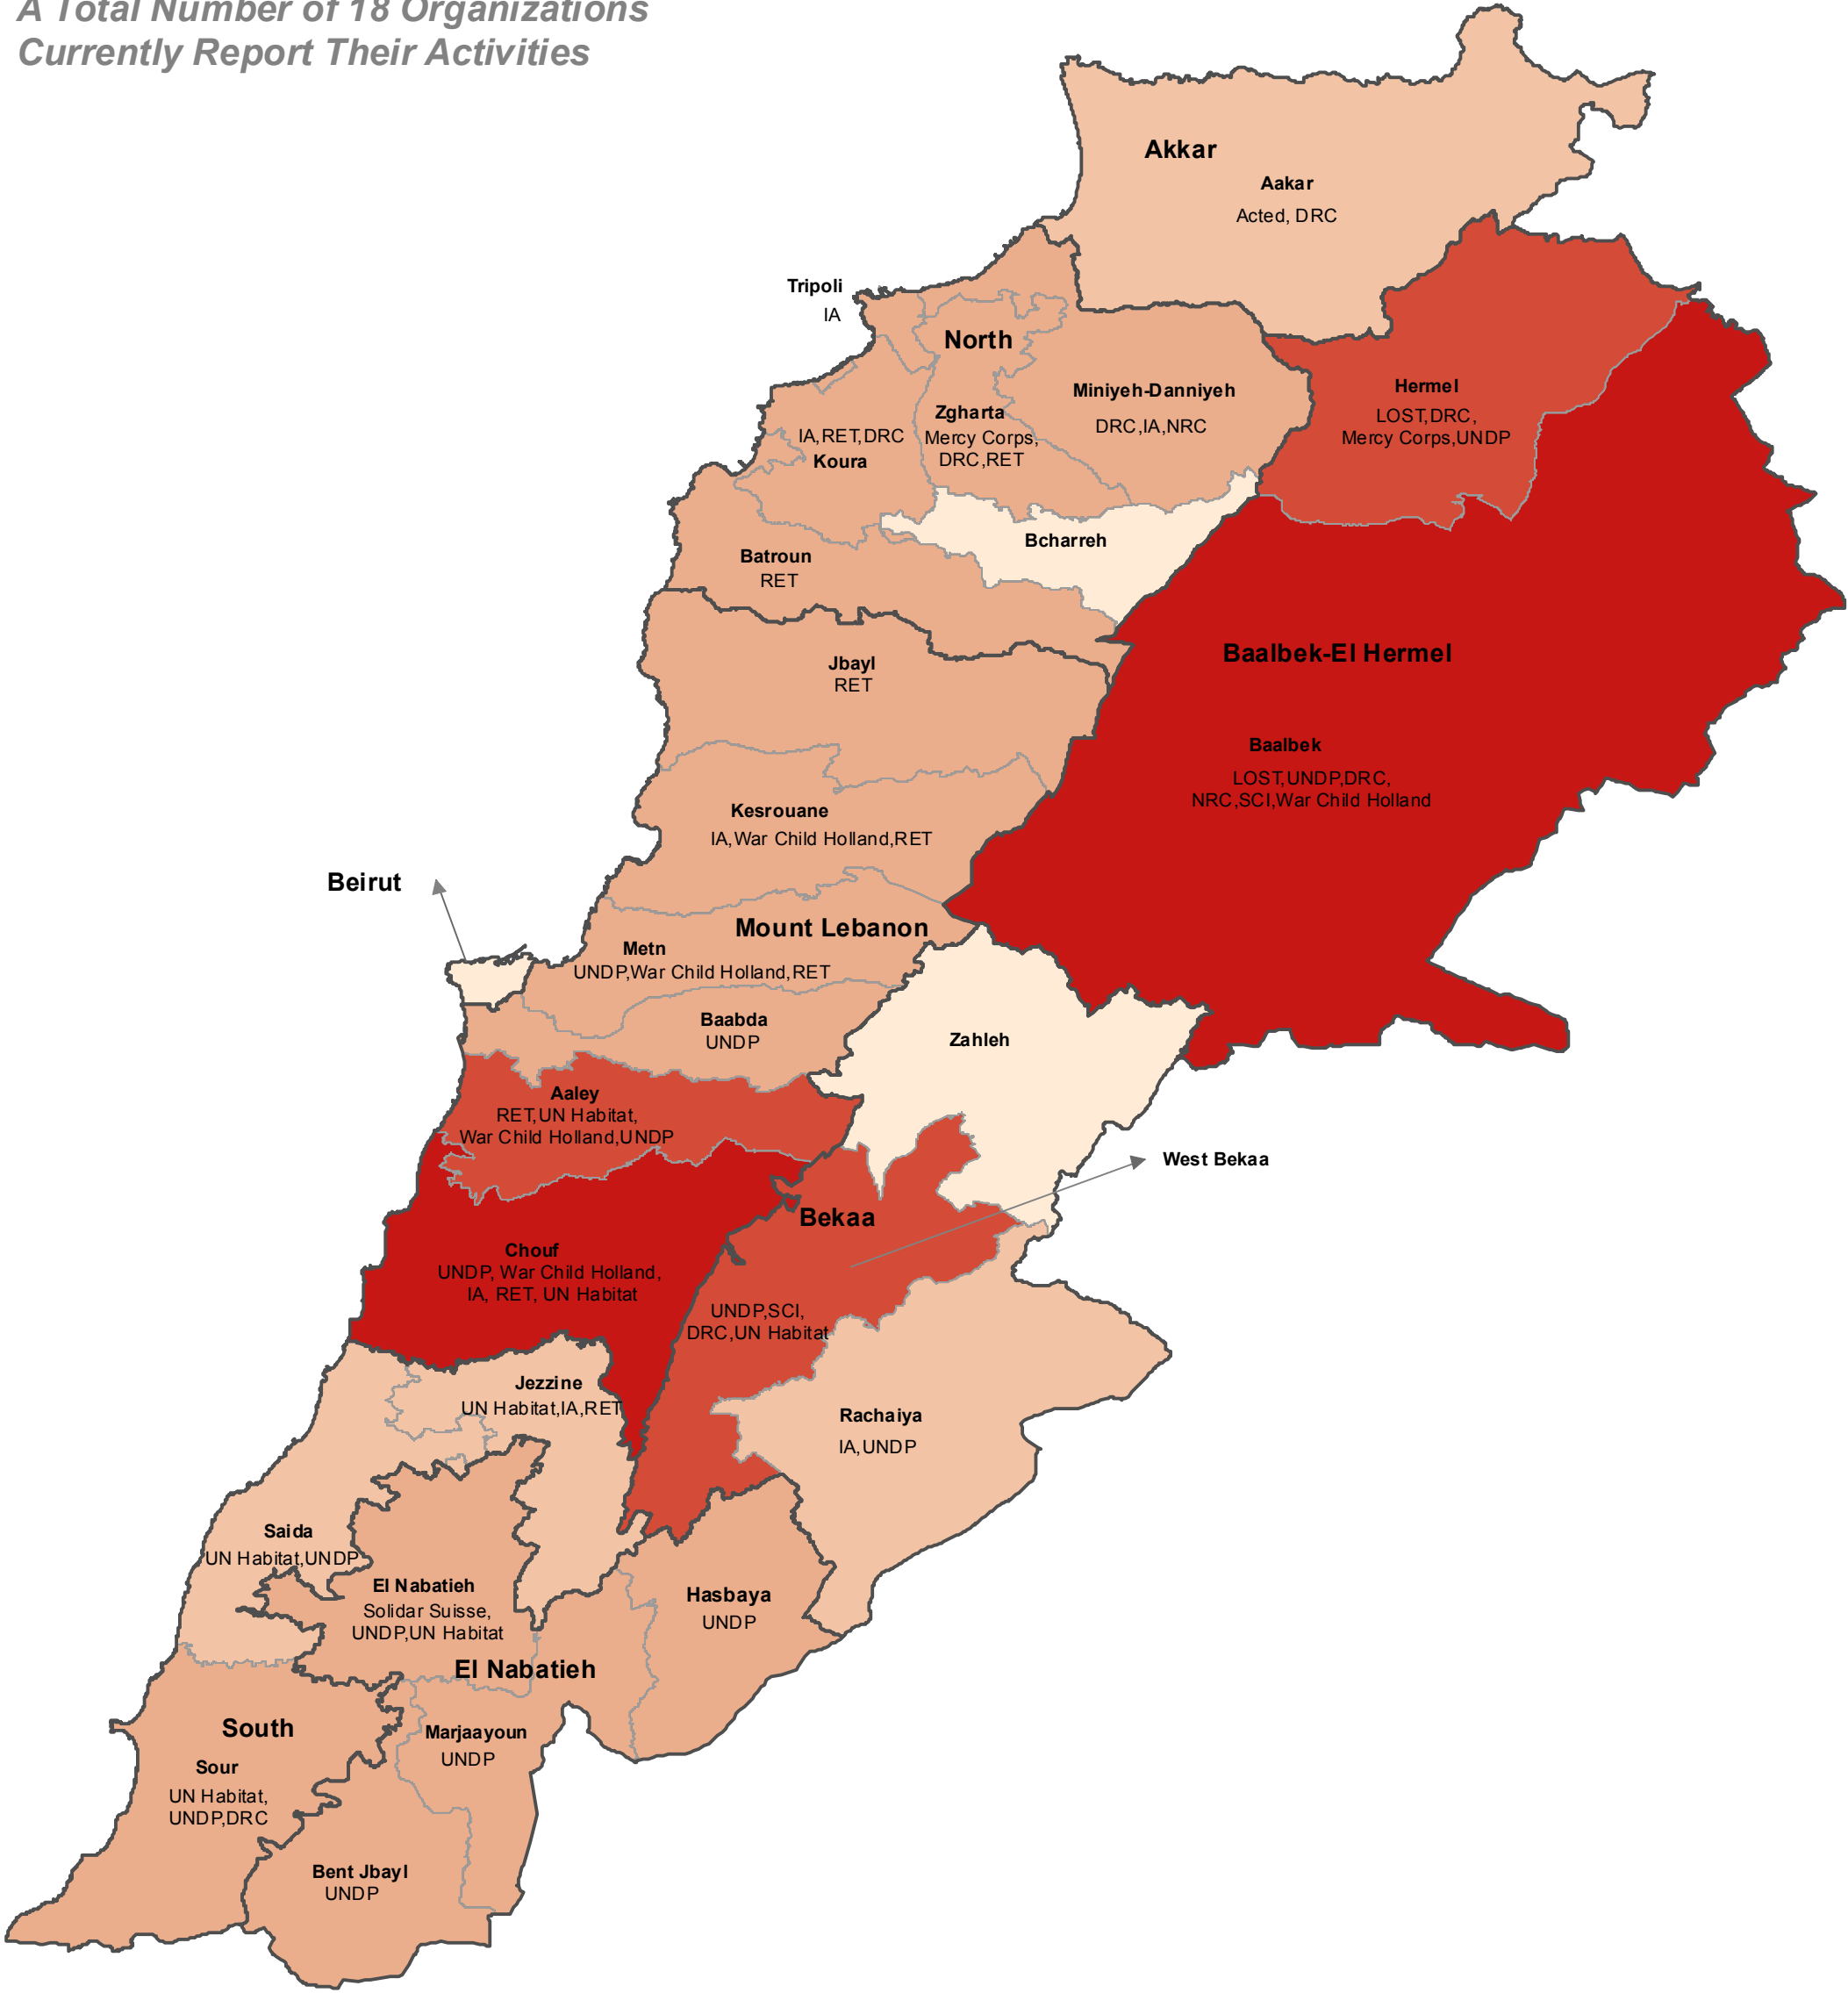 A Total Number of 18 Organizations
Currently Report Their Activities
Akkar
Aakar
Acted, DRC
Tripoli
IA
North
Miniyeh-Danniyeh
DRC,IA,NRC
Hermel
LOST,DRC,
Mercy Corps,UNDP
Zgharta
Mercy Corps,
DRC,RET
IA,RET,DRC
Koura
Bcharreh
Batroun
RET
Baalbek-El Hermel
Jbayl
RET
Baalbek
LOST,UNDP,DRC,
NRC,SCI,War Child Holland
Kesrouane
IA,War Child Holland,RET
Beirut
Mount Lebanon
Metn
UNDP,War Child Holland,RET
Baabda
UNDP
Zahleh
Aaley
RET,UN Habitat,
War Child Holland,UNDP
West Bekaa
Bekaa
Chouf
UNDP, War Child Holland,
IA, RET, UN Habitat
UNDP,SCI,
DRC,UN Habitat
Jezzine
UN Habitat,IA,RET
Rachaiya
IA,UNDP
Saida
UN Habitat,UNDP
El Nabatieh
Solidar Suisse,
UNDP,UN Habitat
Hasbaya
UNDP
El Nabatieh
South
Marjaayoun
UNDP
Sour
UN Habitat,
UNDP,DRC
Bent Jbayl
UNDP